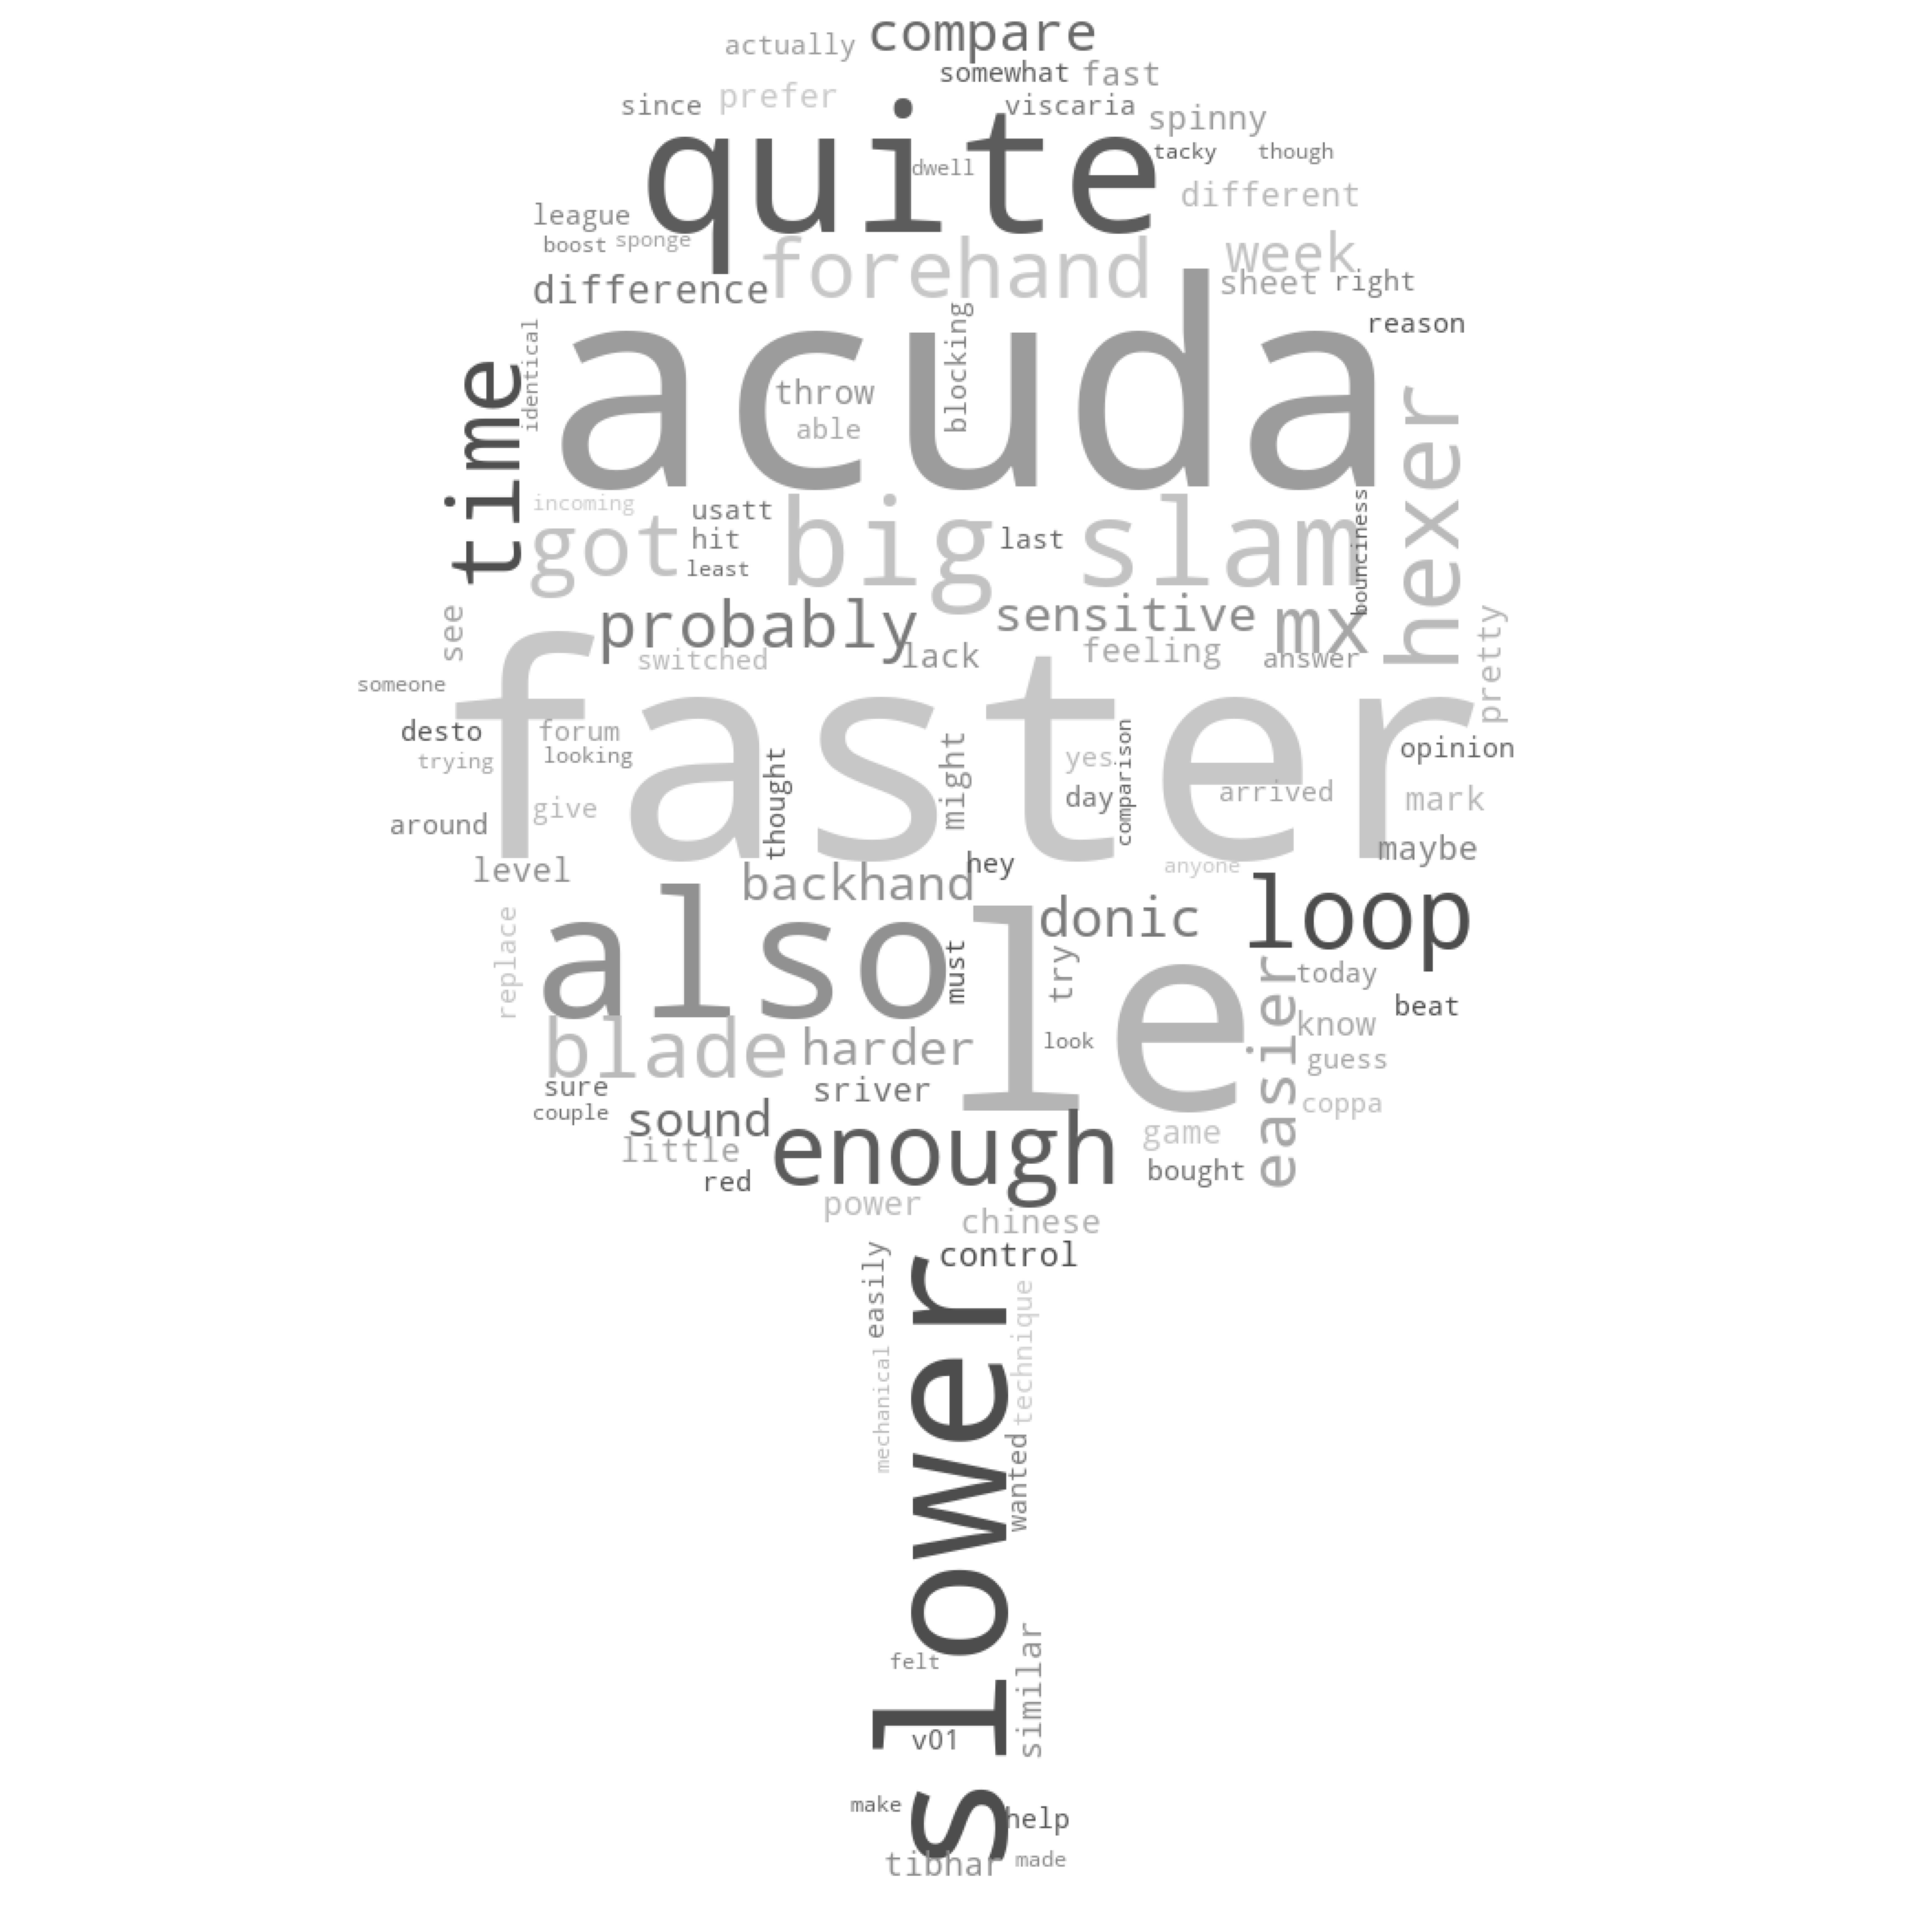 compare
actually
somewhat fast
since prefer viscaria
spinny
quite
tacky though
dwell
different
league
boost sponge
forehand week
difference sheet right
reason
acuda
identical
blocking
throw
able
time
hexer
incoming usatt
got hit big last slam
least
bounciness
probably sensitive mx
see
switched lack feeling answer
pretty
someone
faster
desto forum opinion
trying looking
thought
might
yes
comparison
day arrived mark
give
around
maybe
level hey anyone
backhand
also donic loop
le
replace
must
try
today
easier
beat
know
blade harder look
guess
sure sriver
couple coppa
sound
enough game
little bought
red
power chinese
control
easily
slower
technique
mechanical
wanted
felt
similar
v01
make help
tibhar made